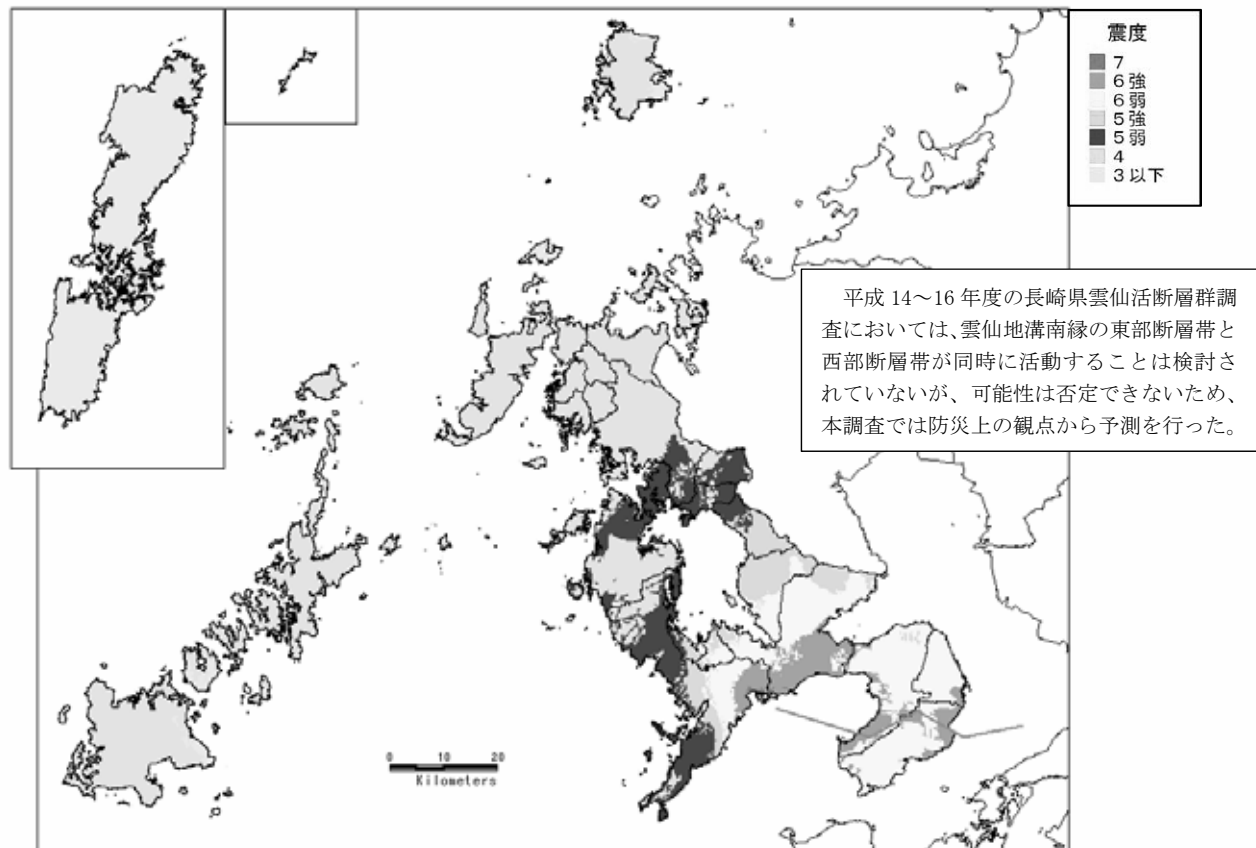 震度
7
6強
6弱
5強
5弱
4
3以下
平成 14～16 年度の長崎県雲仙活断層群調
査においては、雲仙地溝南縁の東部断層帯と
西部断層帯が同時に活動することは検討さ
れていないが、可能性は否定できないため、
本調査では防災上の観点から予測を行った。
0 10 20
Kilometers